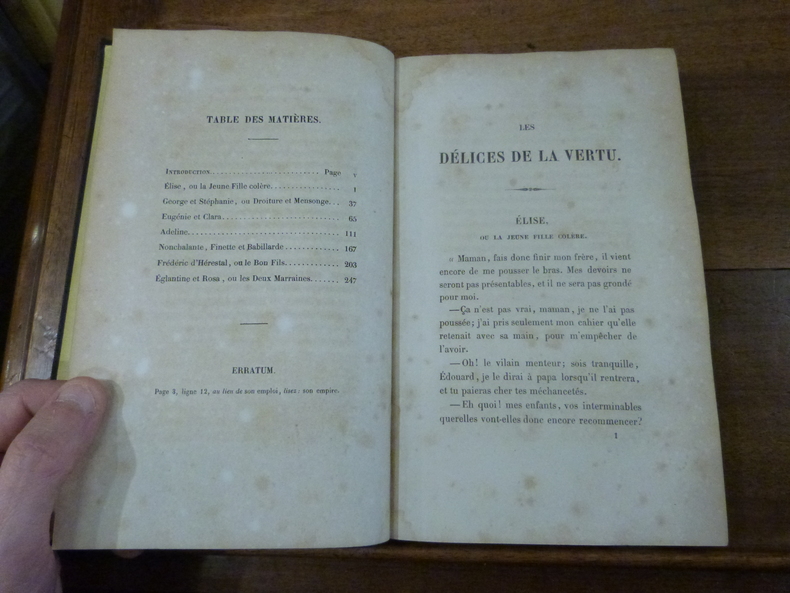 TABLE DES MATIÈRES.
INTRODUCTION. . . . . . . . . . . . . . . . . . . . . . . . Page v
Élise, ou la Jeune Fille colère. . . . . . . . . . . . . . . 1
George et Stéphanie, ou Droiture et Mensonge. . . 37
Eugénie et Clara. . . . . . . . . . . . . . . . . . . . . . . . . 65
Adeline. . . . . . . . . . . . . . . . . . . . . . . . . . . . . . . . 111
Nonchalante, Finette et Babillarde . . . . . . . . . . . . 167
Frédéric d'Hérestal, ou le Bon Fils. . . . . . . . . . . . 203
Églantine et Rosa, ou les Deux Marraines. . . . . . . 247
ERRATUM.
Page 4, ligne 12, au lieu de son emploi, lisez: son empire.
LES
DÉLICES DE LA VERTU.
ÉLISE,
OU LA JEUNE FILLE COLÈRE.
« Maman, fais donc finir mon frère, il vient
encore de me pousser le bras. Mes devoirs ne
seront pas présentables, et il ne sera pas grondé
pour moi.
—Ça n'est pas vrai, maman, je ne l'ai pas
poussée; j'ai pris seulement mon cahier qu'elle
retenait avec sa main, pour m'empêcher de
l'avoir.
—Oh! le vilain menteur; sois tranquille,
Édouard, je le dirai à papa lorsqu'il rentrera,
et tu paieras cher tes méchancetés.
—Eh quoi! mes enfants, vos interminables
querelles vont-elles donc encore recommencer?
1